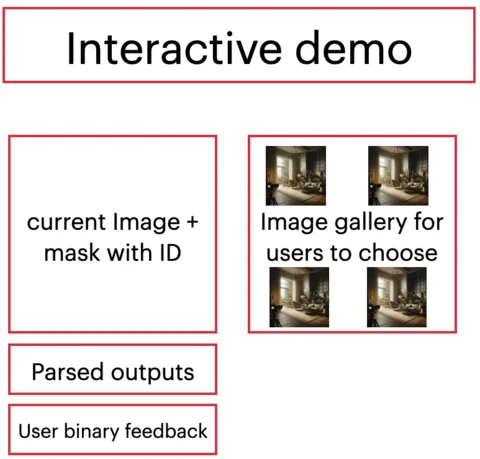 Interactive demo
current Image +
mask with ID
Image gallery for
users to choose
Parsed outputs
User binary feedback